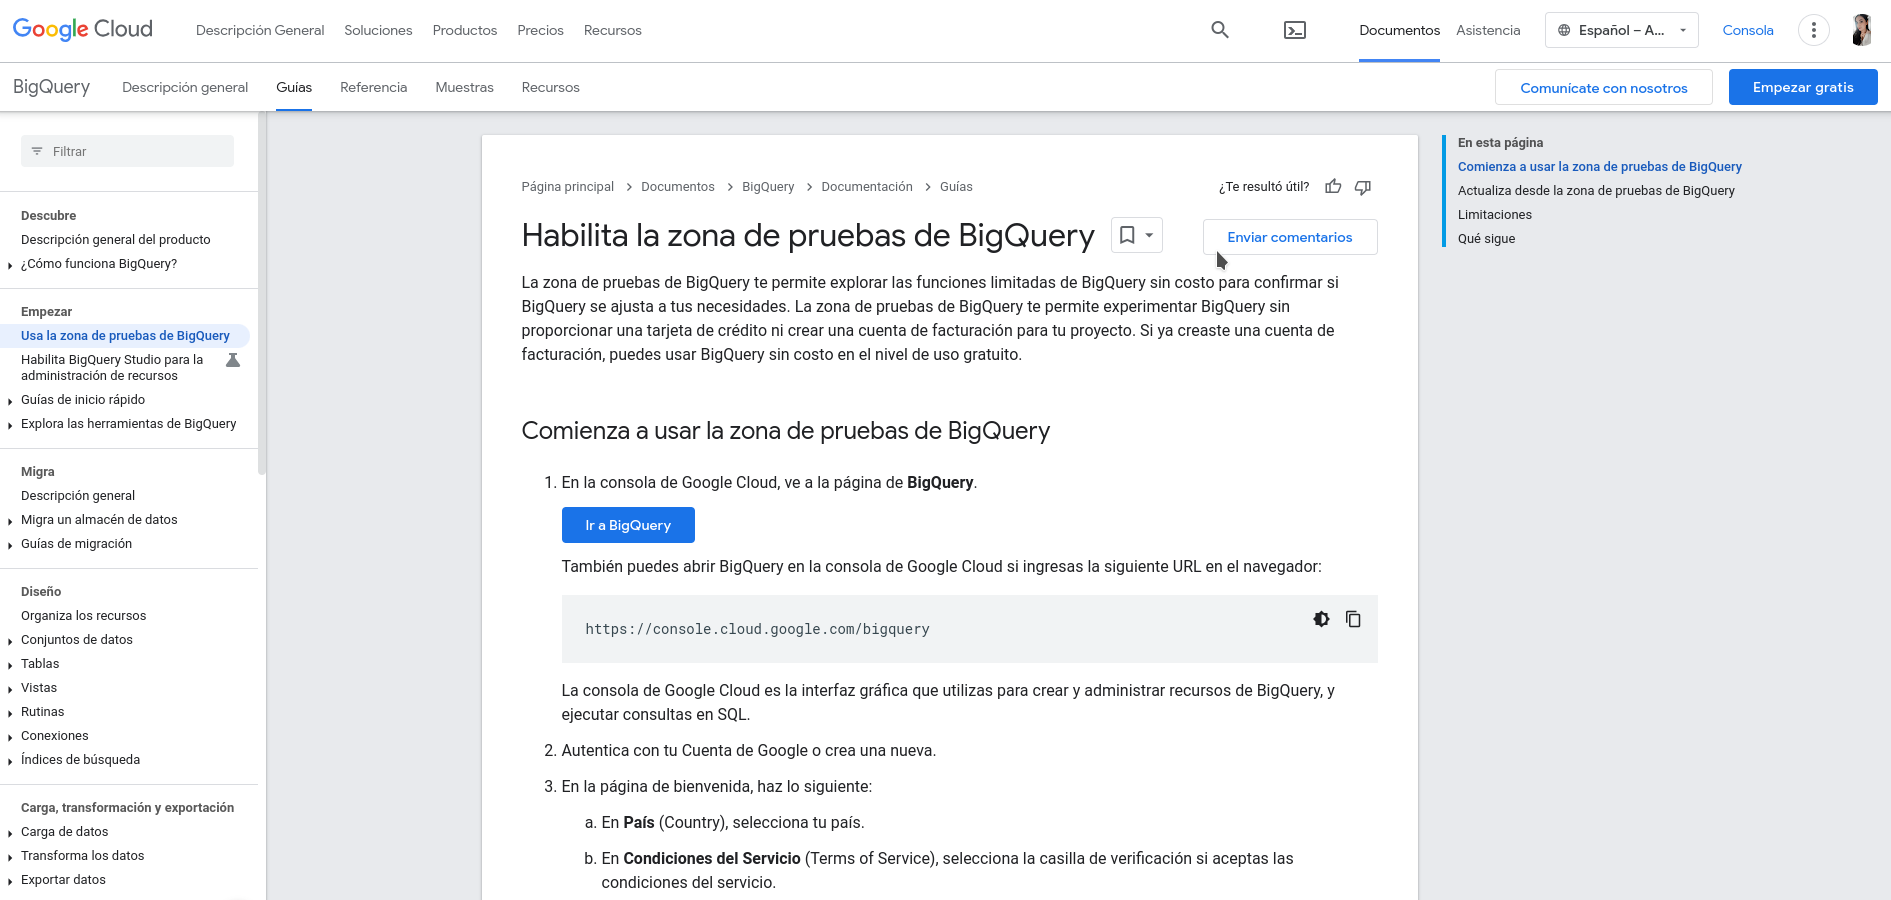 Google Cloud
Descripción General
Soluciones
Productos
Precios
Recursos
Documentos
Asistencia
Español – A...
Consola
BigQuery
Descripción general
Guías
Referencia
Muestras
Recursos
Comunícate con nosotros
Empezar gratis
Filtrar
Descubre
Descripción general del producto
¿Cómo funciona BigQuery?
Empezar
Usa la zona de pruebas de BigQuery
Habilita BigQuery Studio para la
administración de recursos
Guías de inicio rápido
Explora las herramientas de BigQuery
Migra
Descripción general
Migra un almacén de datos
Guías de migración
Diseño
Organiza los recursos
Conjuntos de datos
Tablas
Vistas
Rutinas
Conexiones
Índices de búsqueda
Carga, transformación y exportación
Carga de datos
Transforma los datos
Exportar datos
Página principal
Documentos
BigQuery
Documentación
Guías
¿Te resultó útil?
Habilita la zona de pruebas de BigQuery
Enviar comentarios
La zona de pruebas de BigQuery te permite explorar las funciones limitadas de BigQuery sin costo para confirmar si
BigQuery se ajusta a tus necesidades. La zona de pruebas de BigQuery te permite experimentar BigQuery sin
proporcionar una tarjeta de crédito ni crear una cuenta de facturación para tu proyecto. Si ya creaste una cuenta de
facturación, puedes usar BigQuery sin costo en el nivel de uso gratuito.
Comienza a usar la zona de pruebas de BigQuery
1. En la consola de Google Cloud, ve a la página de BigQuery.
Ir a BigQuery
También puedes abrir BigQuery en la consola de Google Cloud si ingresas la siguiente URL en el navegador:
https://console.cloud.google.com/bigquery
La consola de Google Cloud es la interfaz gráfica que utilizas para crear y administrar recursos de BigQuery, y
ejecutar consultas en SQL.
2. Autentica con tu Cuenta de Google o crea una nueva.
3. En la página de bienvenida, haz lo siguiente:
a. En País (Country), selecciona tu país.
b. En Condiciones del Servicio (Terms of Service), selecciona la casilla de verificación si aceptas las
condiciones del servicio.
En esta página
Comienza a usar la zona de pruebas de BigQuery
Actualiza desde la zona de pruebas de BigQuery
Limitaciones
Qué sigue